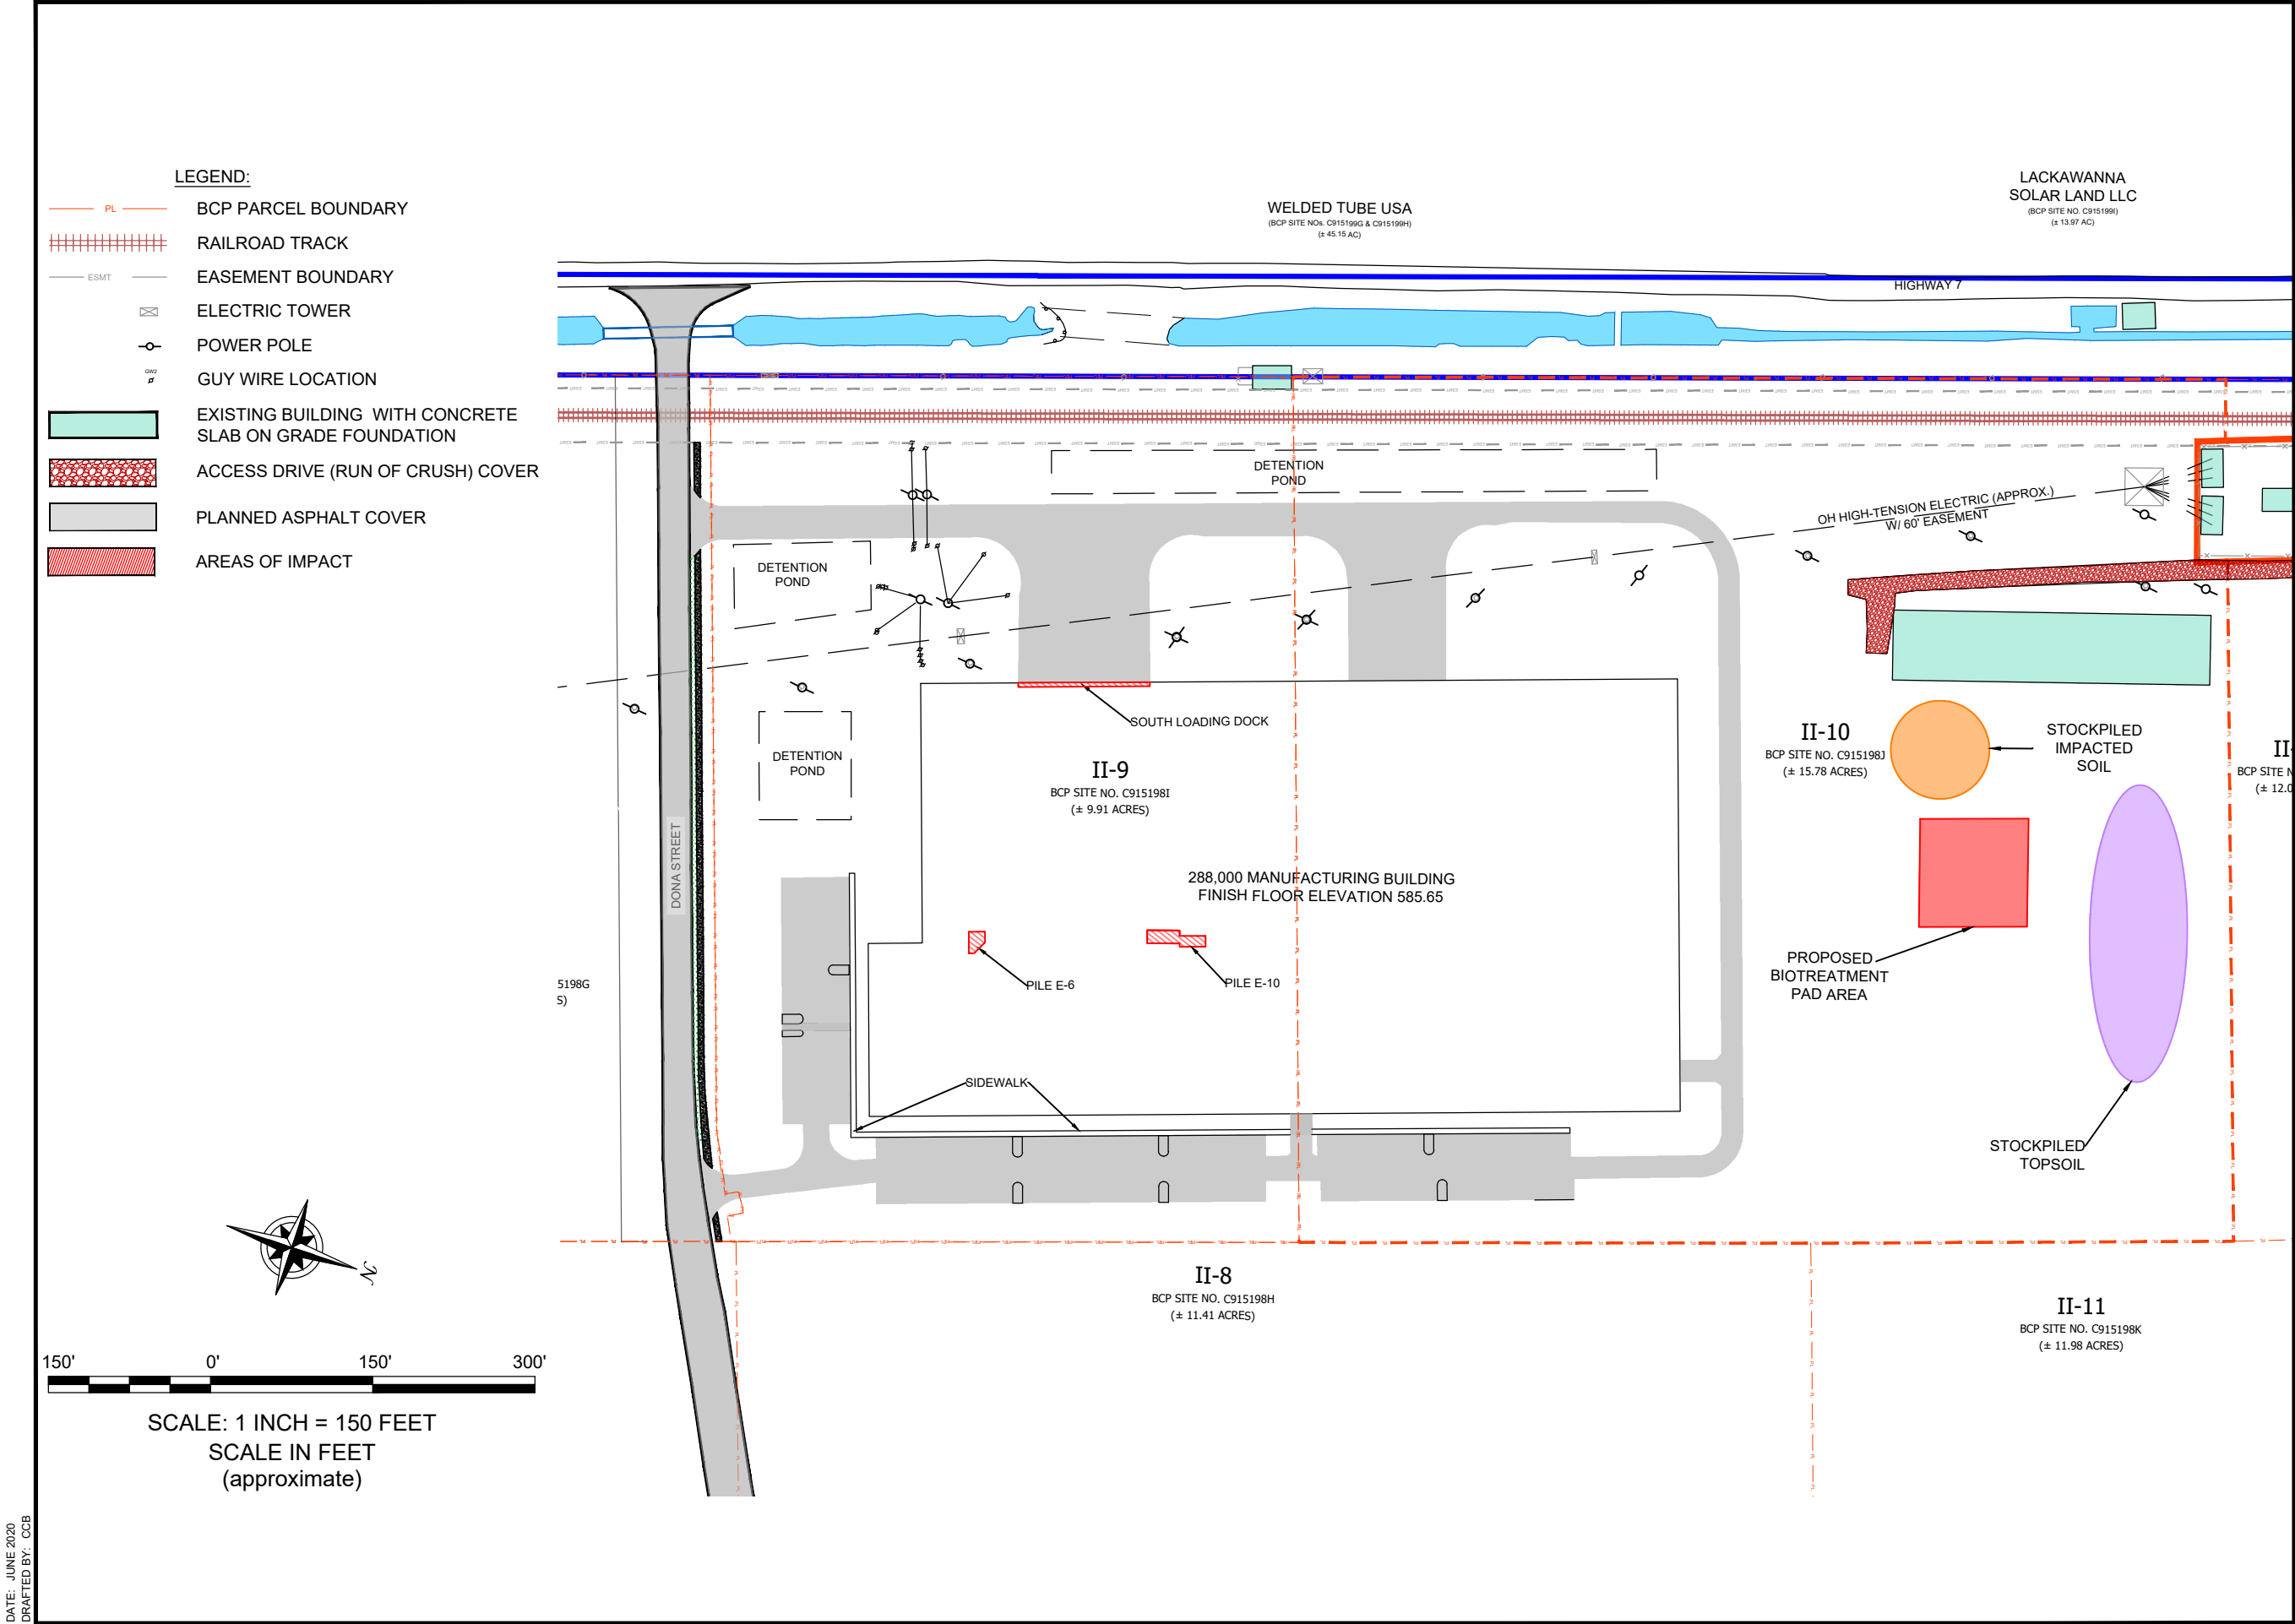 LEGEND:
PL
BCP PARCEL BOUNDARY
RAILROAD TRACK
ESMT
EASEMENT BOUNDARY
ELECTRIC TOWER
POWER POLE
GW2
GUY WIRE LOCATION
EXISTING BUILDING WITH CONCRETE
SLAB ON GRADE FOUNDATION
ACCESS DRIVE (RUN OF CRUSH) COVER
PLANNED ASPHALT COVER
AREAS OF IMPACT
WELDED TUBE USA
(BCP SITE NOs. C915199G & C915199H)
(± 45.15 AC)
LACKAWANNA
SOLAR LAND LLC
(BCP SITE NO. C915199I)
(± 13.97 AC)
HIGHWAY 7
DETENTION
POND
OH HIGH-TENSION ELECTRIC (APPROX.)
W/ 60' EASEMENT
DETENTION
POND
SOUTH LOADING DOCK
DETENTION
POND
II-9
BCP SITE NO. C915198I
(± 9.91 ACRES)
II-10
BCP SITE NO. C915198J
(± 15.78 ACRES)
STOCKPILED
IMPACTED
SOIL
II-
BCP SITE N
(± 12.0
DONA STREET
288,000 MANUFACTURING BUILDING
FINISH FLOOR ELEVATION 585.65
PROPOSED
BIOTREATMENT
PAD AREA
5198G
S)
PILE E-6
PILE E-10
SIDEWALK
STOCKPILED
TOPSOIL
II-8
BCP SITE NO. C915198H
(± 11.41 ACRES)
II-11
BCP SITE NO. C915198K
(± 11.98 ACRES)
N
150' 0' 150' 300'
SCALE: 1 INCH = 150 FEET
SCALE IN FEET
(approximate)
DATE: JUNE 2020
DRAFTED BY: CCB